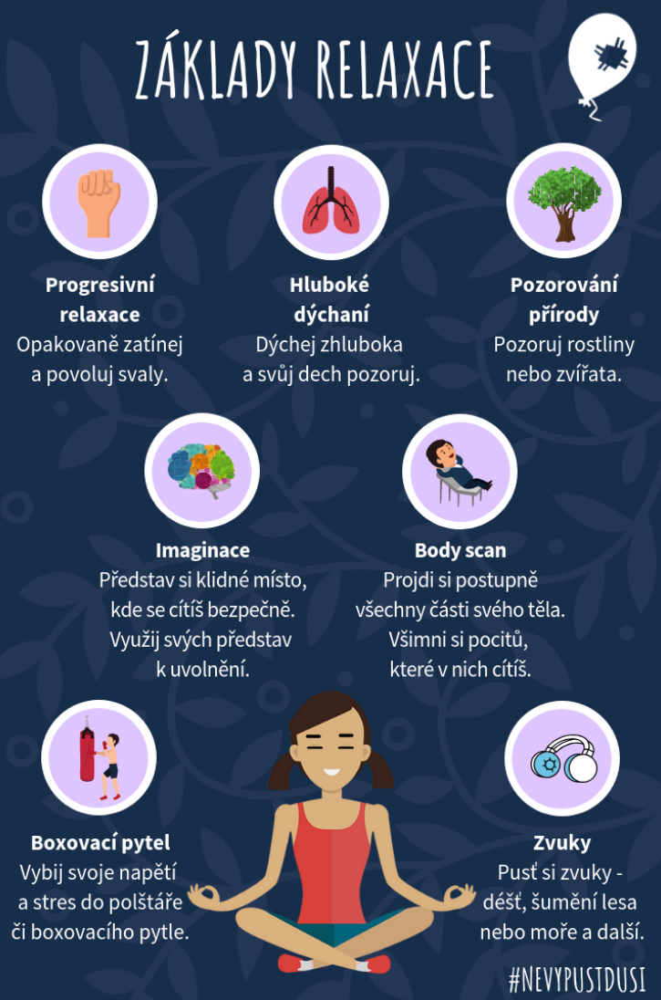 ZÁKLADY RELAXACE
Progresivní
relaxace
Opakovaně zatínej
a povoluj svaly.
Hluboké
dýchaní
Dýchej zhluboka
a svůj dech pozoruj.
Pozorování
přírody
Pozoruj rostliny
nebo zvířata.
Imaginace
Představ si klidné místo,
kde se cítíš bezpečně.
Využij svých představ
k uvolnění.
Body scan
Projdi si postupně
všechny části svého těla.
Všimni si pocitů,
které v nich cítíš.
Boxovací pytel
Vybij svoje napětí
a stres do polštáře
či boxovacího pytle.
Zvuky
Pusť si zvuky -
déšť, šumění lesa
nebo moře a další.
#NEVYPUSTDUSI